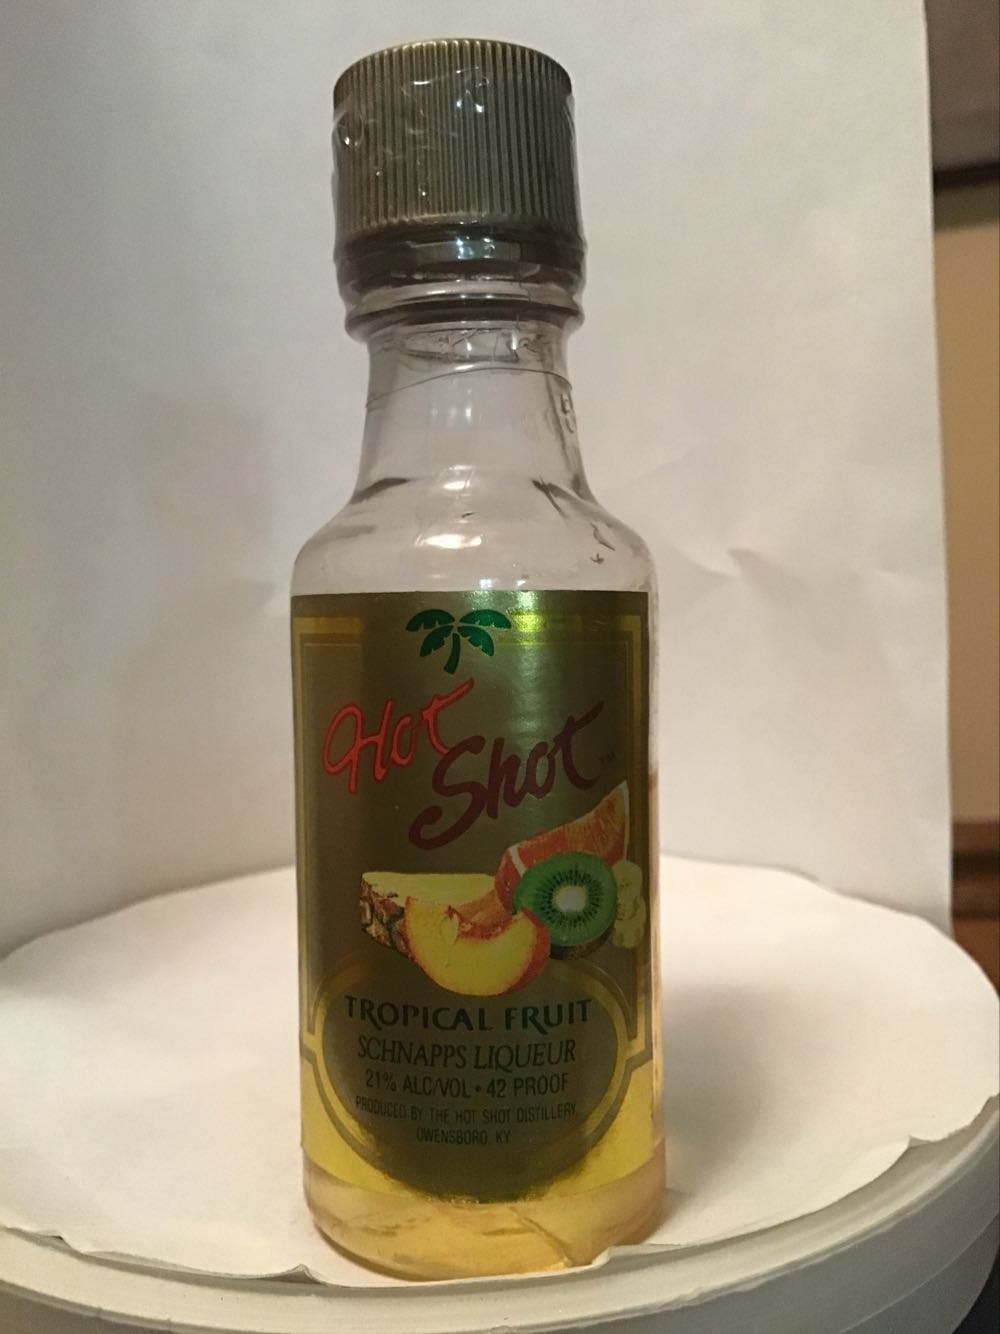 Hot
Shot
TROPICAL FRUIT
SCHNAPPS LIQUEUR
21% ALC/VOL • 42 PROOF
PRODUCED BY THE HOT SHOT DISTILLERY,
OWENSBORO, KY